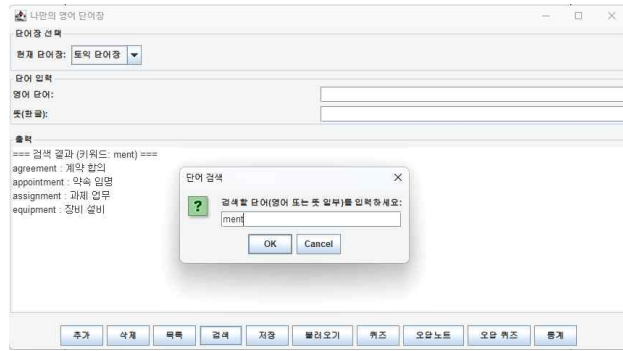 나만의 영어 단어장
단어장 선택
현재 단어장: 토익 단어장
단어 입력
영어 단어:
뜻(한글):
출력
=== 검색 결과 (키워드: ment) ===
agreement : 계약 합의
appointment : 약속 임명
assignment : 과제 업무
equipment : 장비 설비
단어 검색
검색할 단어(영어 또는 뜻 일부)를 입력하세요:
ment
OK Cancel
추가 삭제 목록 검색 저장 불러오기 퀴즈 오답노트 오답 퀴즈 통계